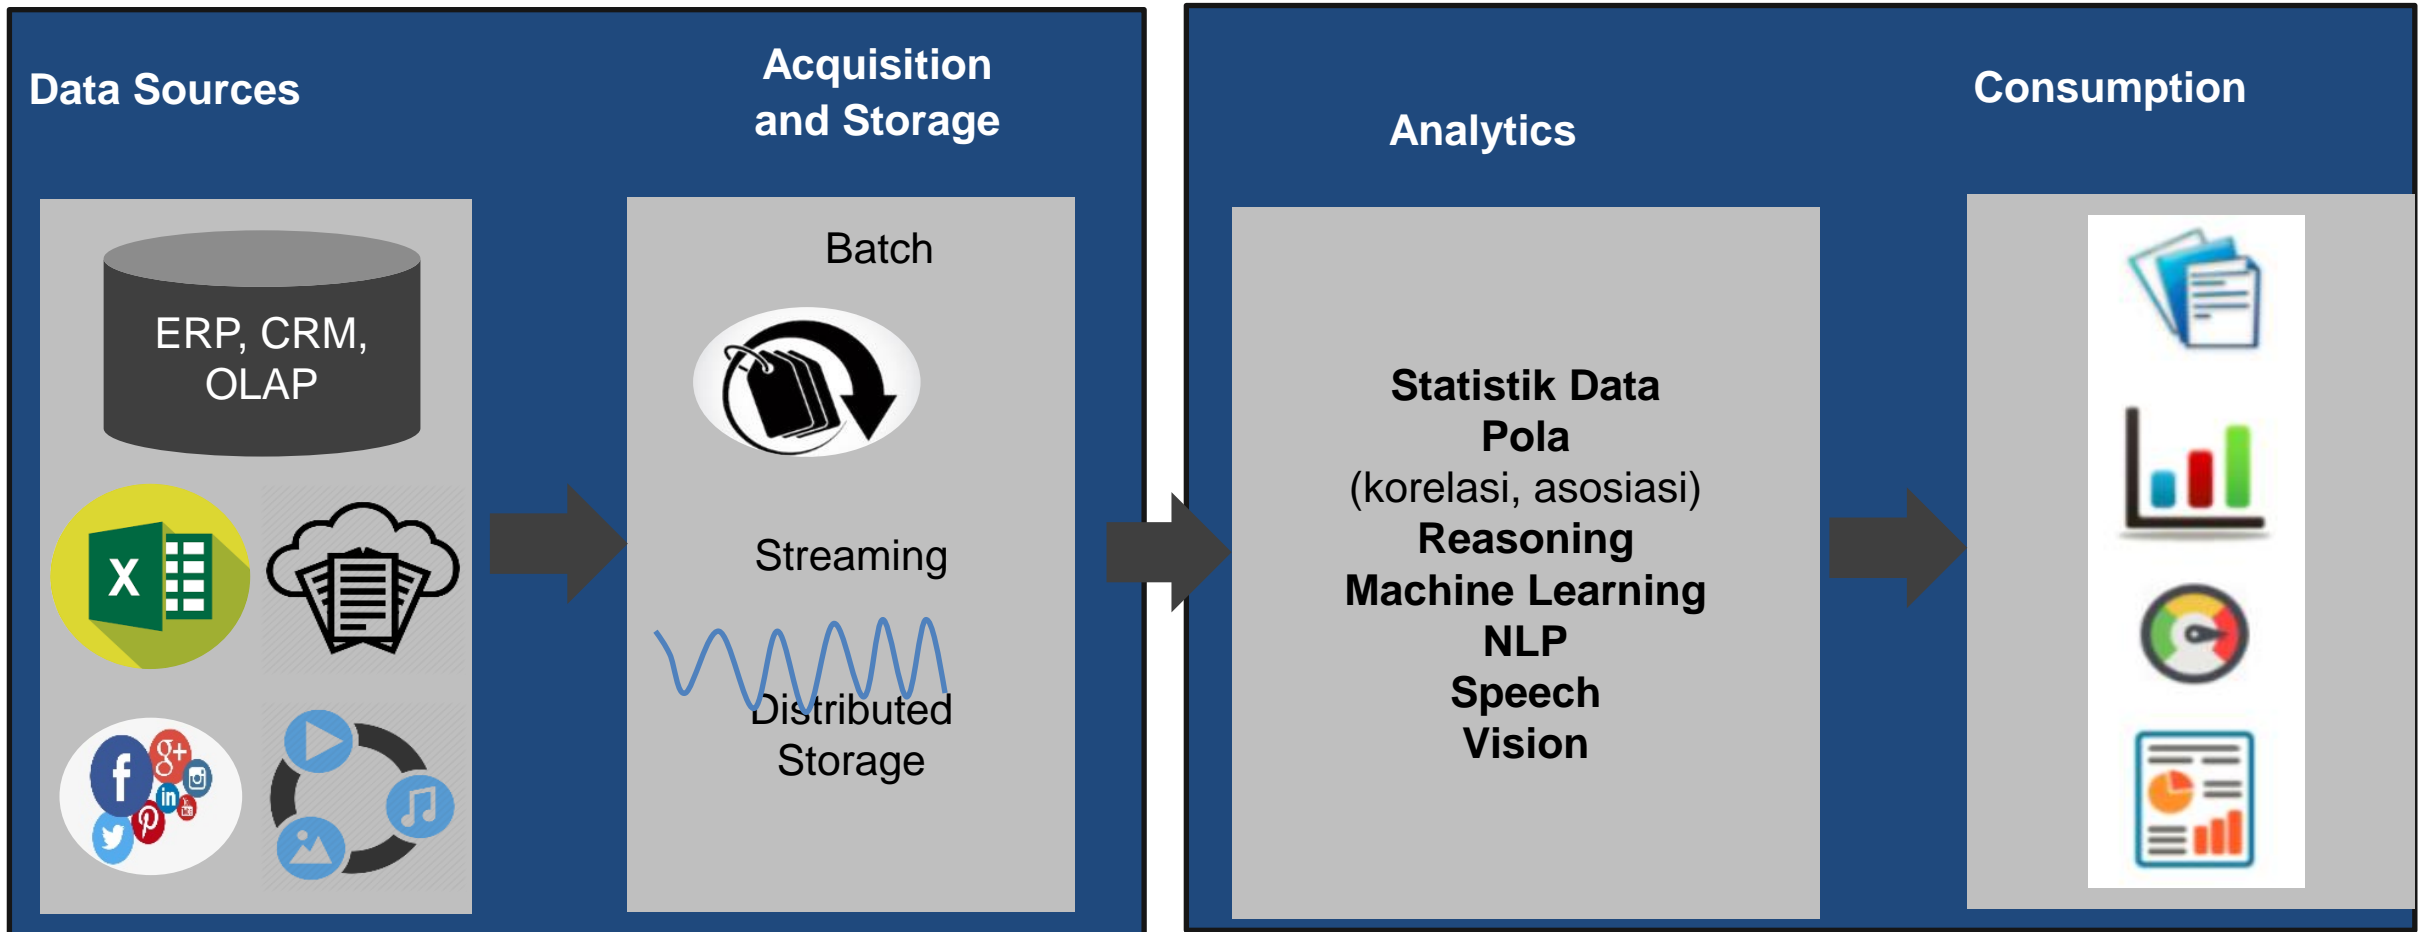 Data Sources
Acquisition
and Storage
Analytics
Consumption
ERP, CRM,
OLAP
X
f
g+
in
Batch
Streaming
Distributed
Storage
Statistik Data
Pola
(korelasi, asosiasi)
Reasoning
Machine Learning
NLP
Speech
Vision